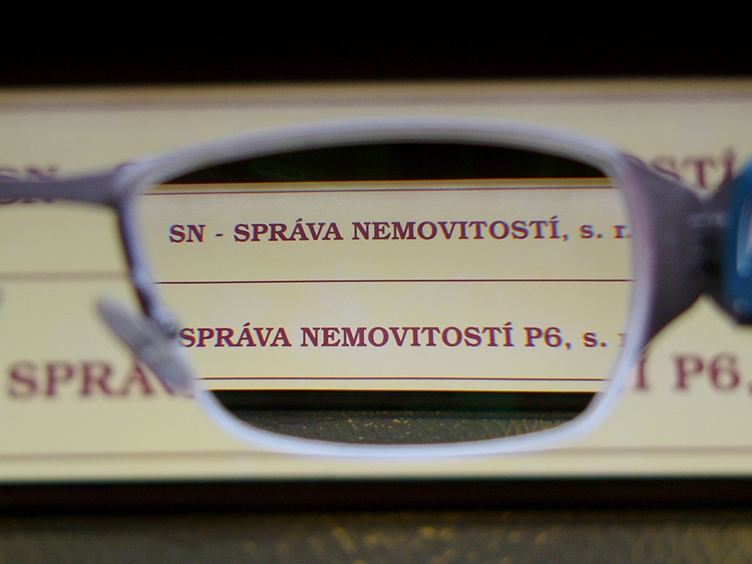 SN - SPRÁVA NEMOVITOSTÍ, s. r.
SPRÁVA NEMOVITOSTÍ P6, s. r